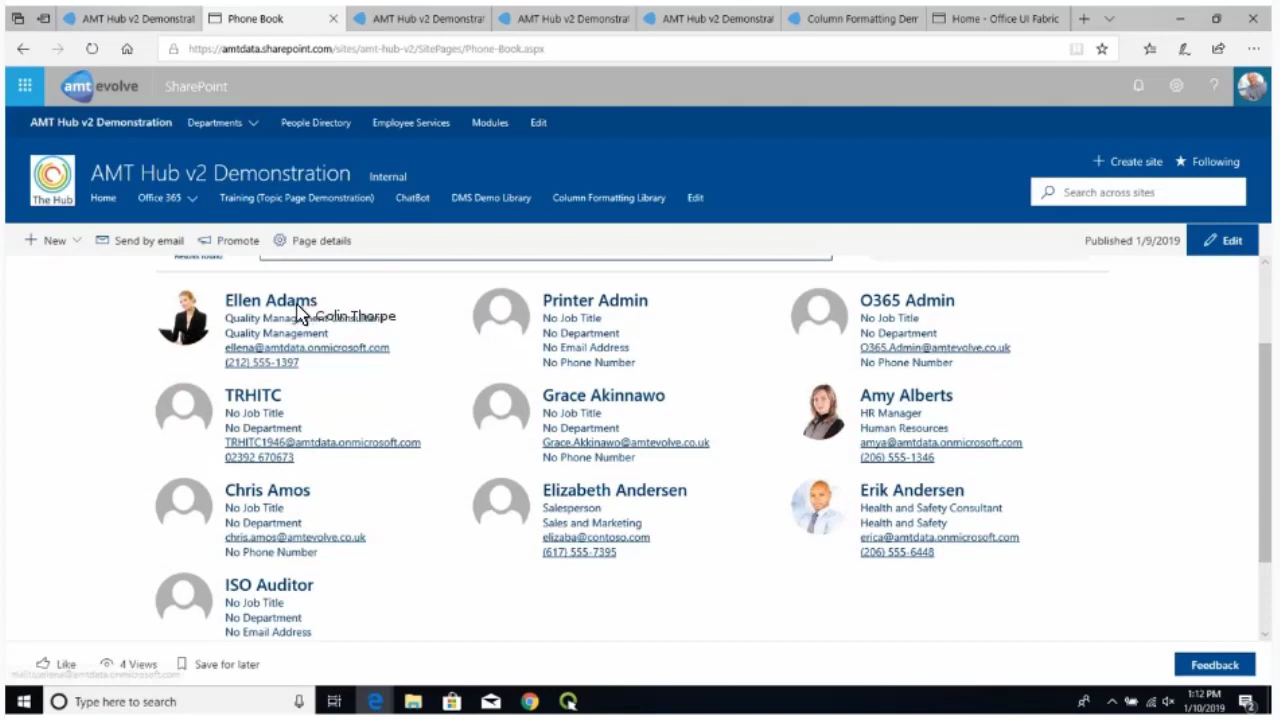 AMT Hub v2 Demonstrat
Phone Book
AMT Hub v2 Demonstrat
AMT Hub v2 Demonstrat
AMT Hub v2 Demonstrat
Column Formatting Dem
Home - Office UI Fabric
https://amtdata.sharepoint.com/sites/amt-hub-v2/SitePages/Phone-Book.aspx
amt evolve SharePoint ?
AMT Hub v2 Demonstration Departments People Directory Employee Services Modules Edit
AMT Hub v2 Demonstration Internal
+ Create site ★ Following
The Hub
Home Office 365 Training (Topic Page Demonstration) ChatBot DMS Demo Library Column Formatting Library Edit
Search across sites
+ New Send by email Promote Page details Published 1/9/2019 Edit
Results found
Ellen Adams
Colin Thorpe
Quality Management
ellena@amtdata.onmicrosoft.com
(212) 555-1397
Printer Admin
No Job Title
No Department
No Email Address
No Phone Number
O365 Admin
No Job Title
No Department
O365.Admin@amtevolve.co.uk
No Phone Number
TRHITC
No Job Title
No Department
TRHITC1946@amtdata.onmicrosoft.com
02392 670673
Grace Akinnawo
No Job Title
No Department
Grace.Akkinawo@amtevolve.co.uk
No Phone Number
Amy Alberts
HR Manager
Human Resources
amya@amtdata.onmicrosoft.com
(206) 555-1346
Chris Amos
No Job Title
No Department
chris.amos@amtevolve.co.uk
No Phone Number
Elizabeth Andersen
Salesperson
Sales and Marketing
elizaba@contoso.com
(617) 555-7395
Erik Andersen
Health and Safety Consultant
Health and Safety
erica@amtdata.onmicrosoft.com
(206) 555-6448
ISO Auditor
No Job Title
No Department
No Email Address
Like 4 Views Save for later Feedback
mailto:ellena@amtdata.onmicrosoft.com
Type here to search
1:12 PM
1/10/2019
2